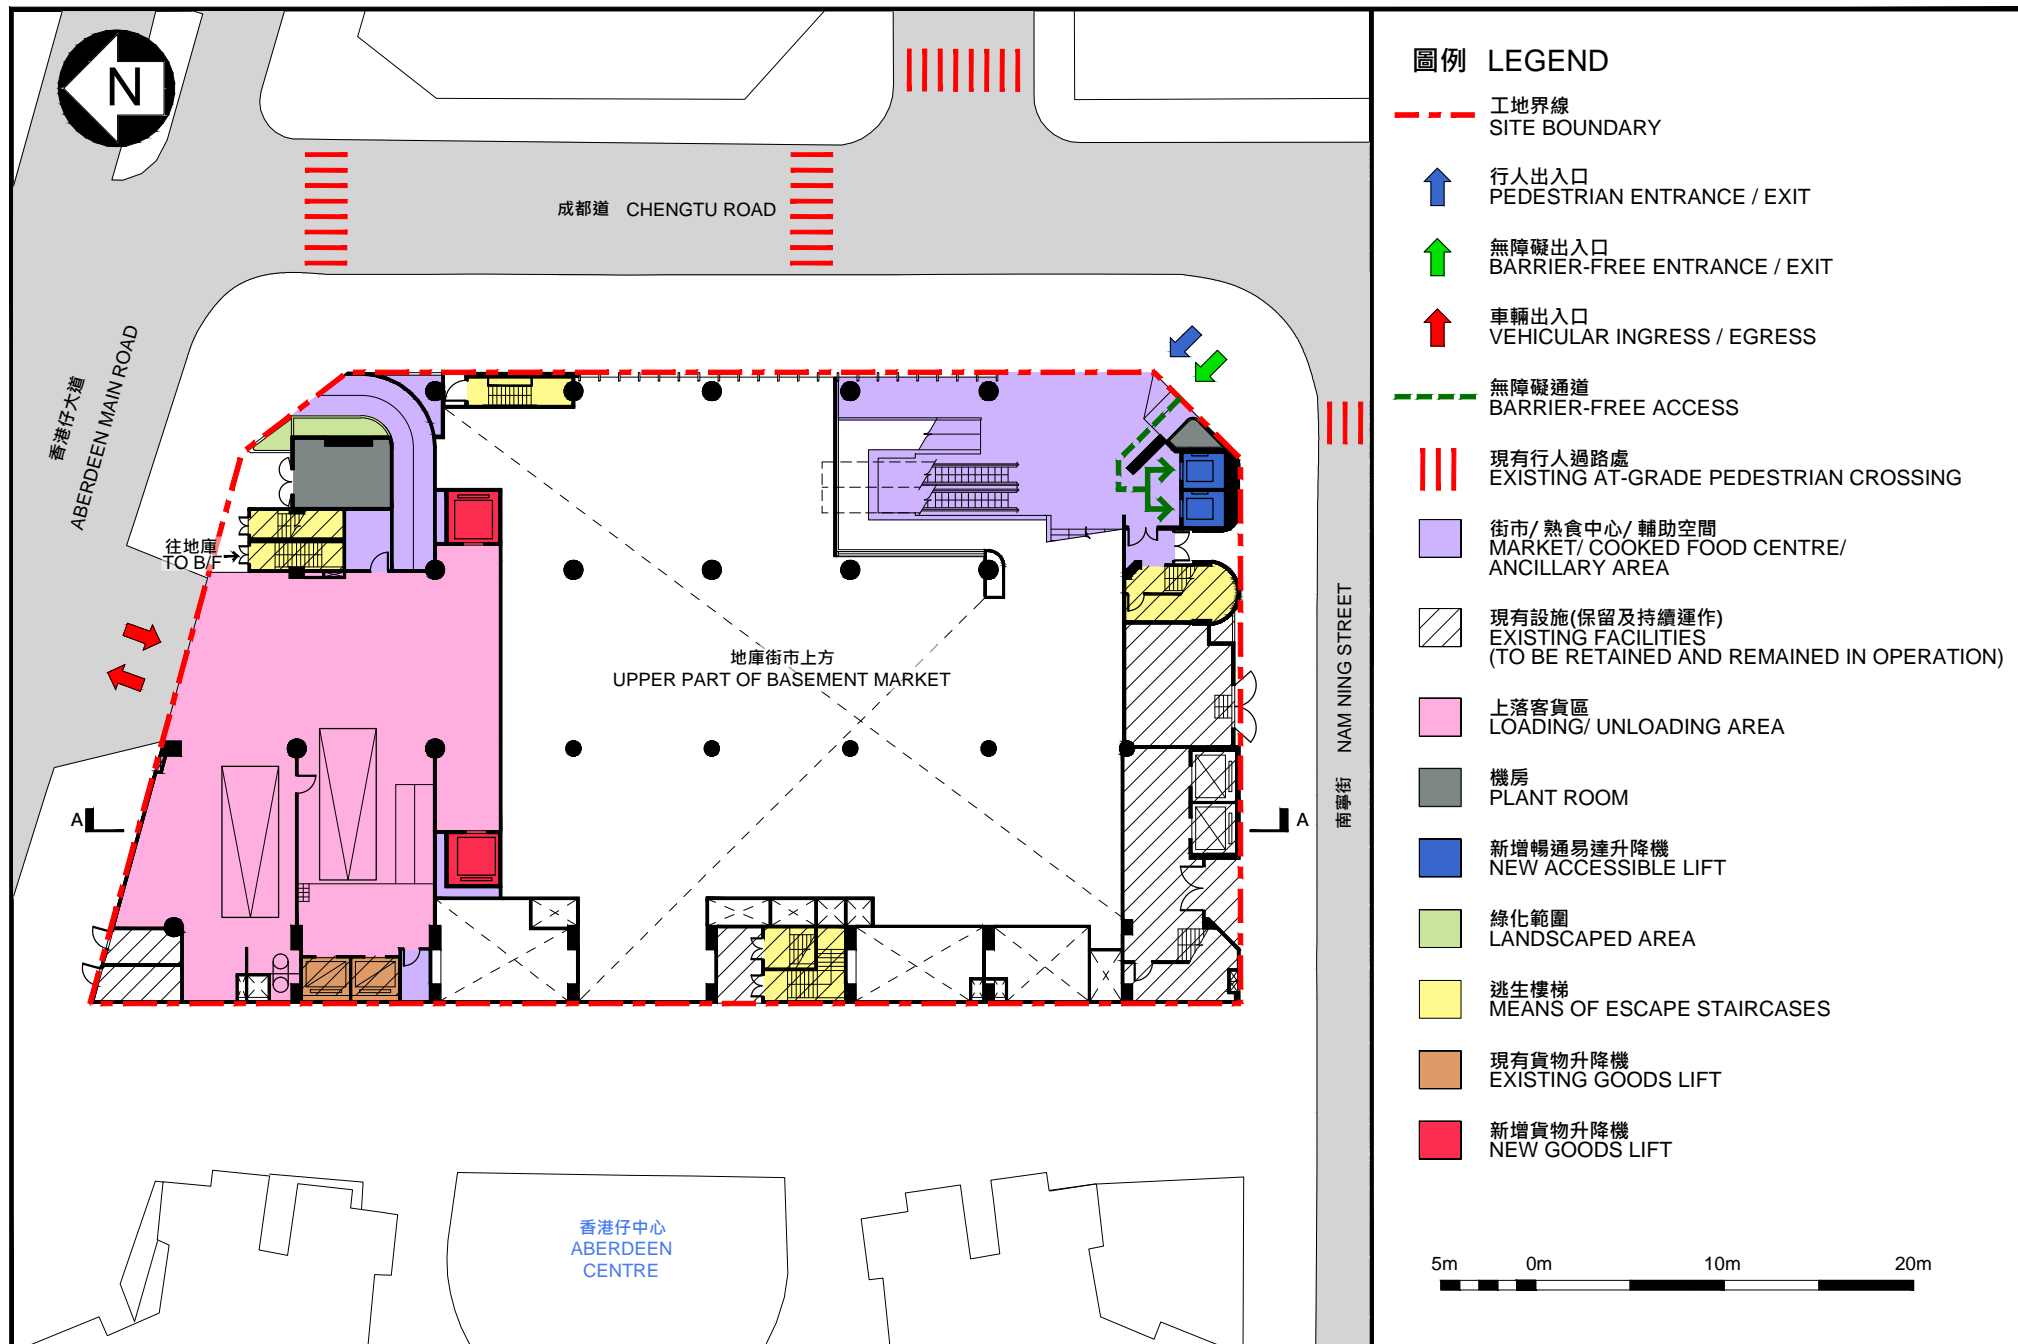 N
成都道 CHENGTU ROAD
香港仔大道
ABERDEEN MAIN ROAD
往地庫
TO B/F
地庫街市上方
UPPER PART OF BASEMENT MARKET
南寧街 NAM NING STREET
A
A
香港仔中心
ABERDEEN
CENTRE
圖例 LEGEND
工地界線
SITE BOUNDARY
行人出入口
PEDESTRIAN ENTRANCE / EXIT
無障礙出入口
BARRIER-FREE ENTRANCE / EXIT
車輛出入口
VEHICULAR INGRESS / EGRESS
無障礙通道
BARRIER-FREE ACCESS
現有行人過路處
EXISTING AT-GRADE PEDESTRIAN CROSSING
街市/ 熟食中心/ 輔助空間
MARKET/ COOKED FOOD CENTRE/
ANCILLARY AREA
現有設施(保留及持續運作)
EXISTING FACILITIES
(TO BE RETAINED AND REMAINED IN OPERATION)
上落客貨區
LOADING/ UNLOADING AREA
機房
PLANT ROOM
新增暢通易達升降機
NEW ACCESSIBLE LIFT
綠化範圍
LANDSCAPED AREA
逃生樓梯
MEANS OF ESCAPE STAIRCASES
現有貨物升降機
EXISTING GOODS LIFT
新增貨物升降機
NEW GOODS LIFT
5m 0m 10m 20m